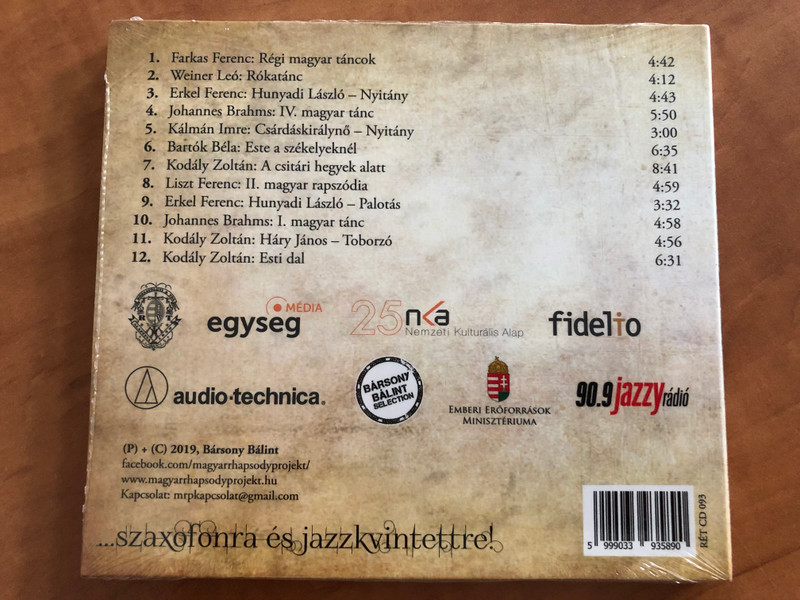 1. Farkas Ferenc: Régi magyar táncok 4:42
2. Weiner Leó: Rókatánc 4:12
3. Erkel Ferenc: Hunyadi László – Nyitány 4:43
4. Johannes Brahms: IV. magyar tánc 5:50
5. Kálmán Imre: Csárdáskirálynő – Nyitány 3:00
6. Bartók Béla: Este a székelyeknél 6:35
7. Kodály Zoltán: A csitári hegyek alatt 8:41
8. Liszt Ferenc: II. magyar rapszódia 4:59
9. Erkel Ferenc: Hunyadi László – Palotás 3:32
10. Johannes Brahms: I. magyar tánc 4:58
11. Kodály Zoltán: Háry János – Toborzó 4:56
12. Kodály Zoltán: Esti dal 6:31
MÉDIA
egyseg
25 nka
Nemzeti Kulturális Alap
fidelio
audio-technica®
BÁRSONY
BÁLINT
SELECTION
EMBERI ERŐFORRÁSOK
MINISZTÉRIUMA
90.9 jazzy rádió
(P) + (C) 2019, Bársony Bálint
facebook.com/magyarrhapsodyprojekt/
www.magyarrhapsodyprojekt.hu
Kapcsolat: mrpkapcsolat@gmail.com
...szaxofonra és jazzkvintettre!
5 999033 935890
RÉT CD 093